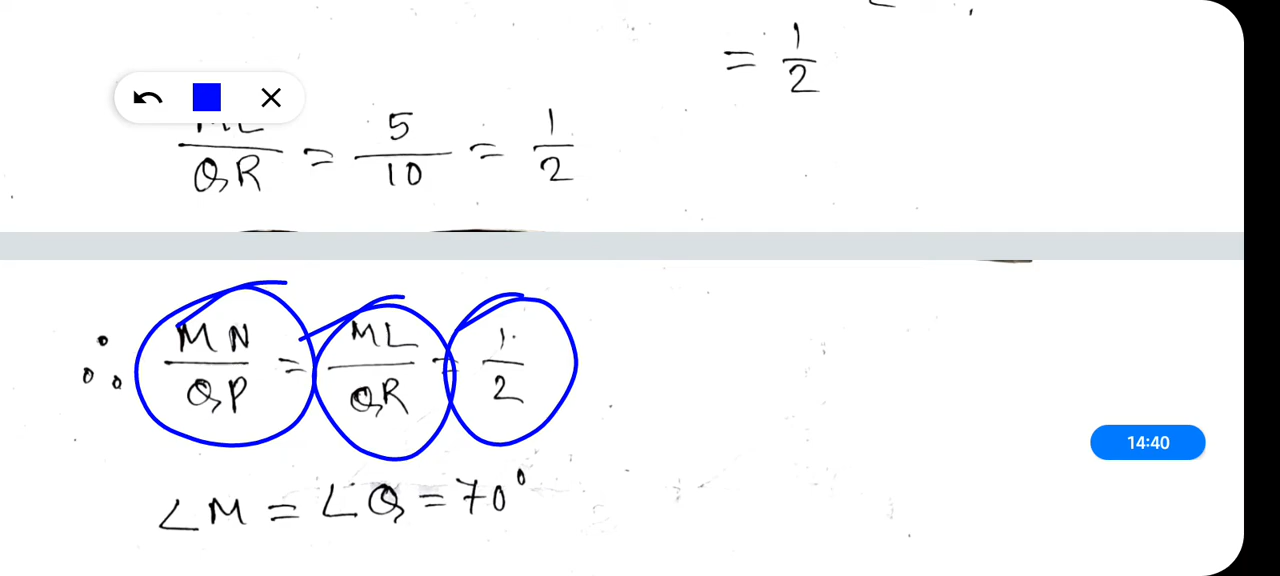 = 1/2
ML/QR = 5/10 = 1/2
∴ MN/QP = ML/QR = 1/2
14:40
∠M = ∠Q = 70°